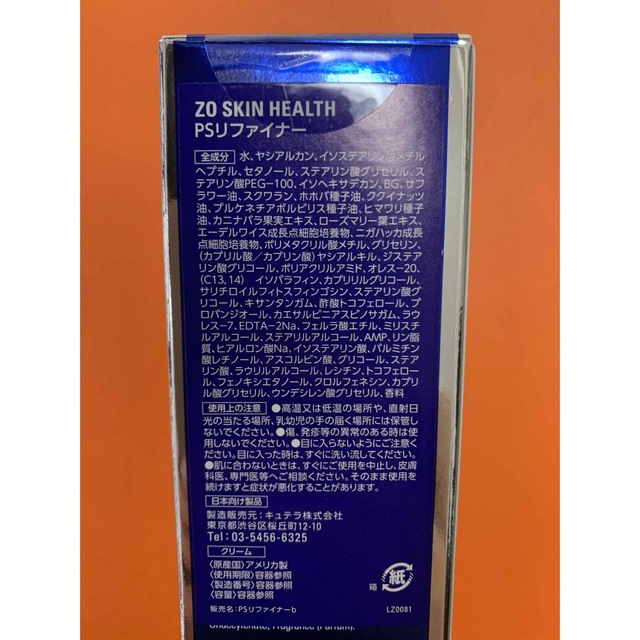 ZO SKIN HEALTH
PSリファイナー
全成分 水、ヤシアルカン、イソステアリン酸メチル
ヘプチル、セタノール、ステアリン酸グリセリル、ス
テアリン酸PEG-100、イソヘキサデカン、BG、サフ
ラワー油、スクワラン、ホホバ種子油、ククイナッツ
油、プルケネチアボルビリス種子油、ヒマワリ種子
油、カニナバラ果実エキス、ローズマリー葉エキス、
エーデルワイス成長点細胞培養物、ニガハッカ成長
点細胞培養物、ポリメタクリル酸メチル、グリセリン、
(カプリル酸/カプリン酸)ヤシアルキル、ジステア
リン酸グリコール、ポリアクリルアミド、オレス-20、
(C13,14) イソパラフィン、カプリリルグリコール、
サリチロイルフィトスフィンゴシン、ステアリン酸グ
リコール、キサンタンガム、酢酸トコフェロール、プ
ロパンジオール、カエサルピニアスピノサガム、ラウ
レス-7、EDTA-2Na、フェルラ酸エチル、ミリスチ
ルアルコール、ステアリルアルコール、AMP、リン脂
質、ヒアルロン酸Na、イソステアリン酸、パルミチン
酸レチノール、アスコルビン酸、グリコール、ステア
リン酸、ラウリルアルコール、レシチン、トコフェロー
ル、フェノキシエタノール、クロルフェネシン、カプリ
ル酸グリセリル、ウンデシレン酸グリセリル、香料
使用上の注意 ●高温又は低温の場所や、直射日
光の当たる場所、乳幼児の手の届く場所には保管し
ないでください。●傷、発疹等の異常のある時は使
用しないでください。●目に入らないようにご注意く
ださい。目に入った時は、すぐに洗い流してください。
●肌に合わないときは、すぐにご使用を中止し、皮膚
科医、専門医等へご相談ください。そのまま使用を
続けますと症状が悪化することがあります。
日本向け製品
製造販売元:キュテラ株式会社
東京都渋谷区桜丘町12-10
Tel: 03-5456-6325
クリーム
〈原産国〉アメリカ製
〈使用期限〉容器参照
〈製造番号〉容器参照
〈容量〉容器参照
箱 紙
販売名:PSリファイナーb LZ0081
Undecylenate, Fragrance (Parfum).